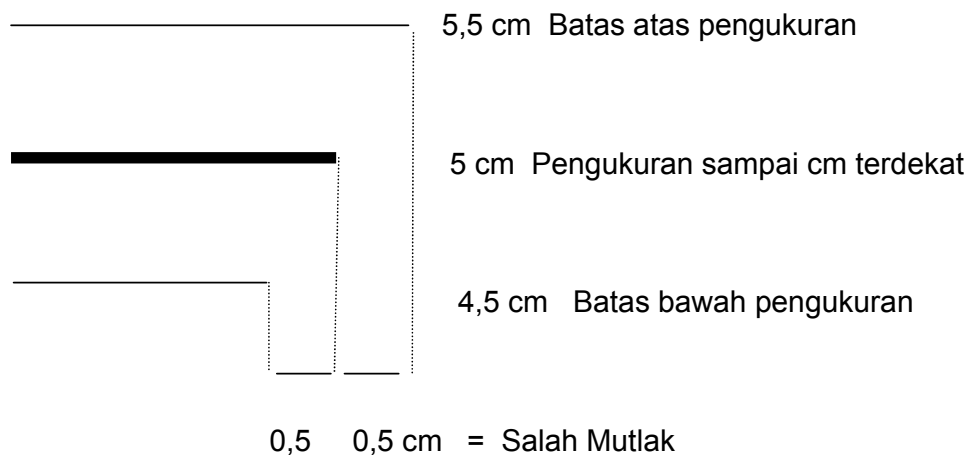 5,5 cm Batas atas pengukuran
5 cm Pengukuran sampai cm terdekat
4,5 cm Batas bawah pengukuran
0,5 0,5 cm = Salah Mutlak